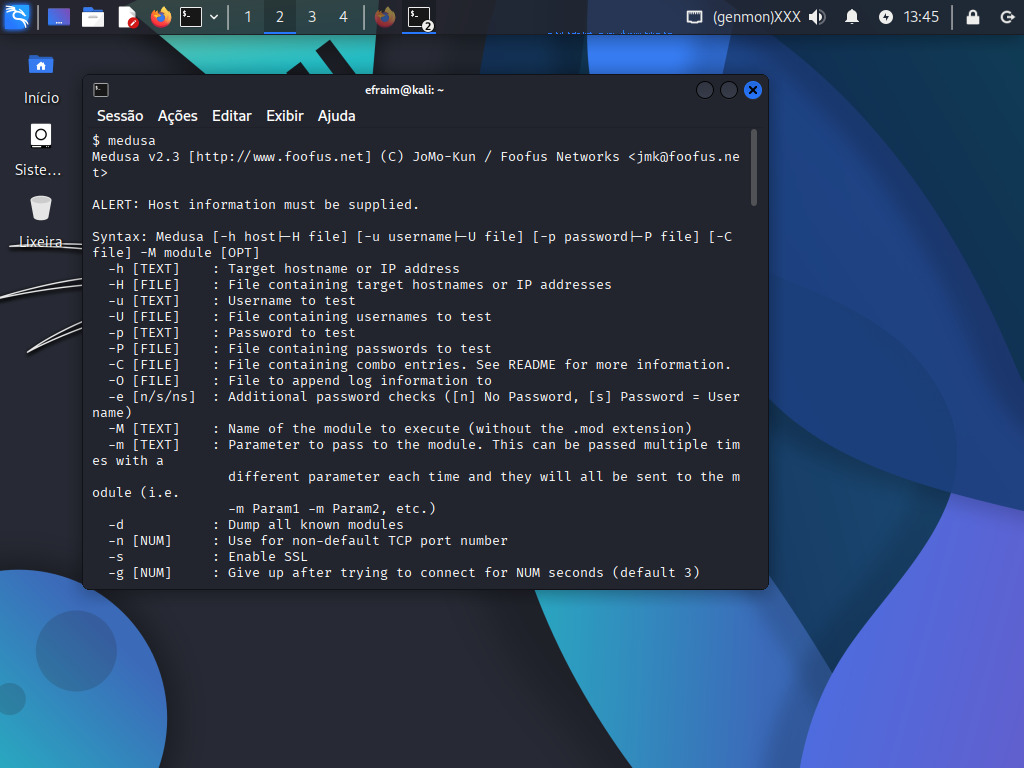 1 2 3 4 2 (genmon)XXX 13:45
Início
Siste...
Lixeira
efraim@kali: ~
Sessão Ações Editar Exibir Ajuda
$ medusa
Medusa v2.3 [http://www.foofus.net] (C) JoMo-Kun / Foofus Networks <jmk@foofus.ne
t>
ALERT: Host information must be supplied.
Syntax: Medusa [-h host|-H file] [-u username|-U file] [-p password|-P file] [-C
file] -M module [OPT]
-h [TEXT] : Target hostname or IP address
-H [FILE] : File containing target hostnames or IP addresses
-u [TEXT] : Username to test
-U [FILE] : File containing usernames to test
-p [TEXT] : Password to test
-P [FILE] : File containing passwords to test
-C [FILE] : File containing combo entries. See README for more information.
-O [FILE] : File to append log information to
-e [n/s/ns] : Additional password checks ([n] No Password, [s] Password = User
name)
-M [TEXT] : Name of the module to execute (without the .mod extension)
-m [TEXT] : Parameter to pass to the module. This can be passed multiple tim
es with a
different parameter each time and they will all be sent to the m
odule (i.e.
-m Param1 -m Param2, etc.)
-d : Dump all known modules
-n [NUM] : Use for non-default TCP port number
-s : Enable SSL
-g [NUM] : Give up after trying to connect for NUM seconds (default 3)